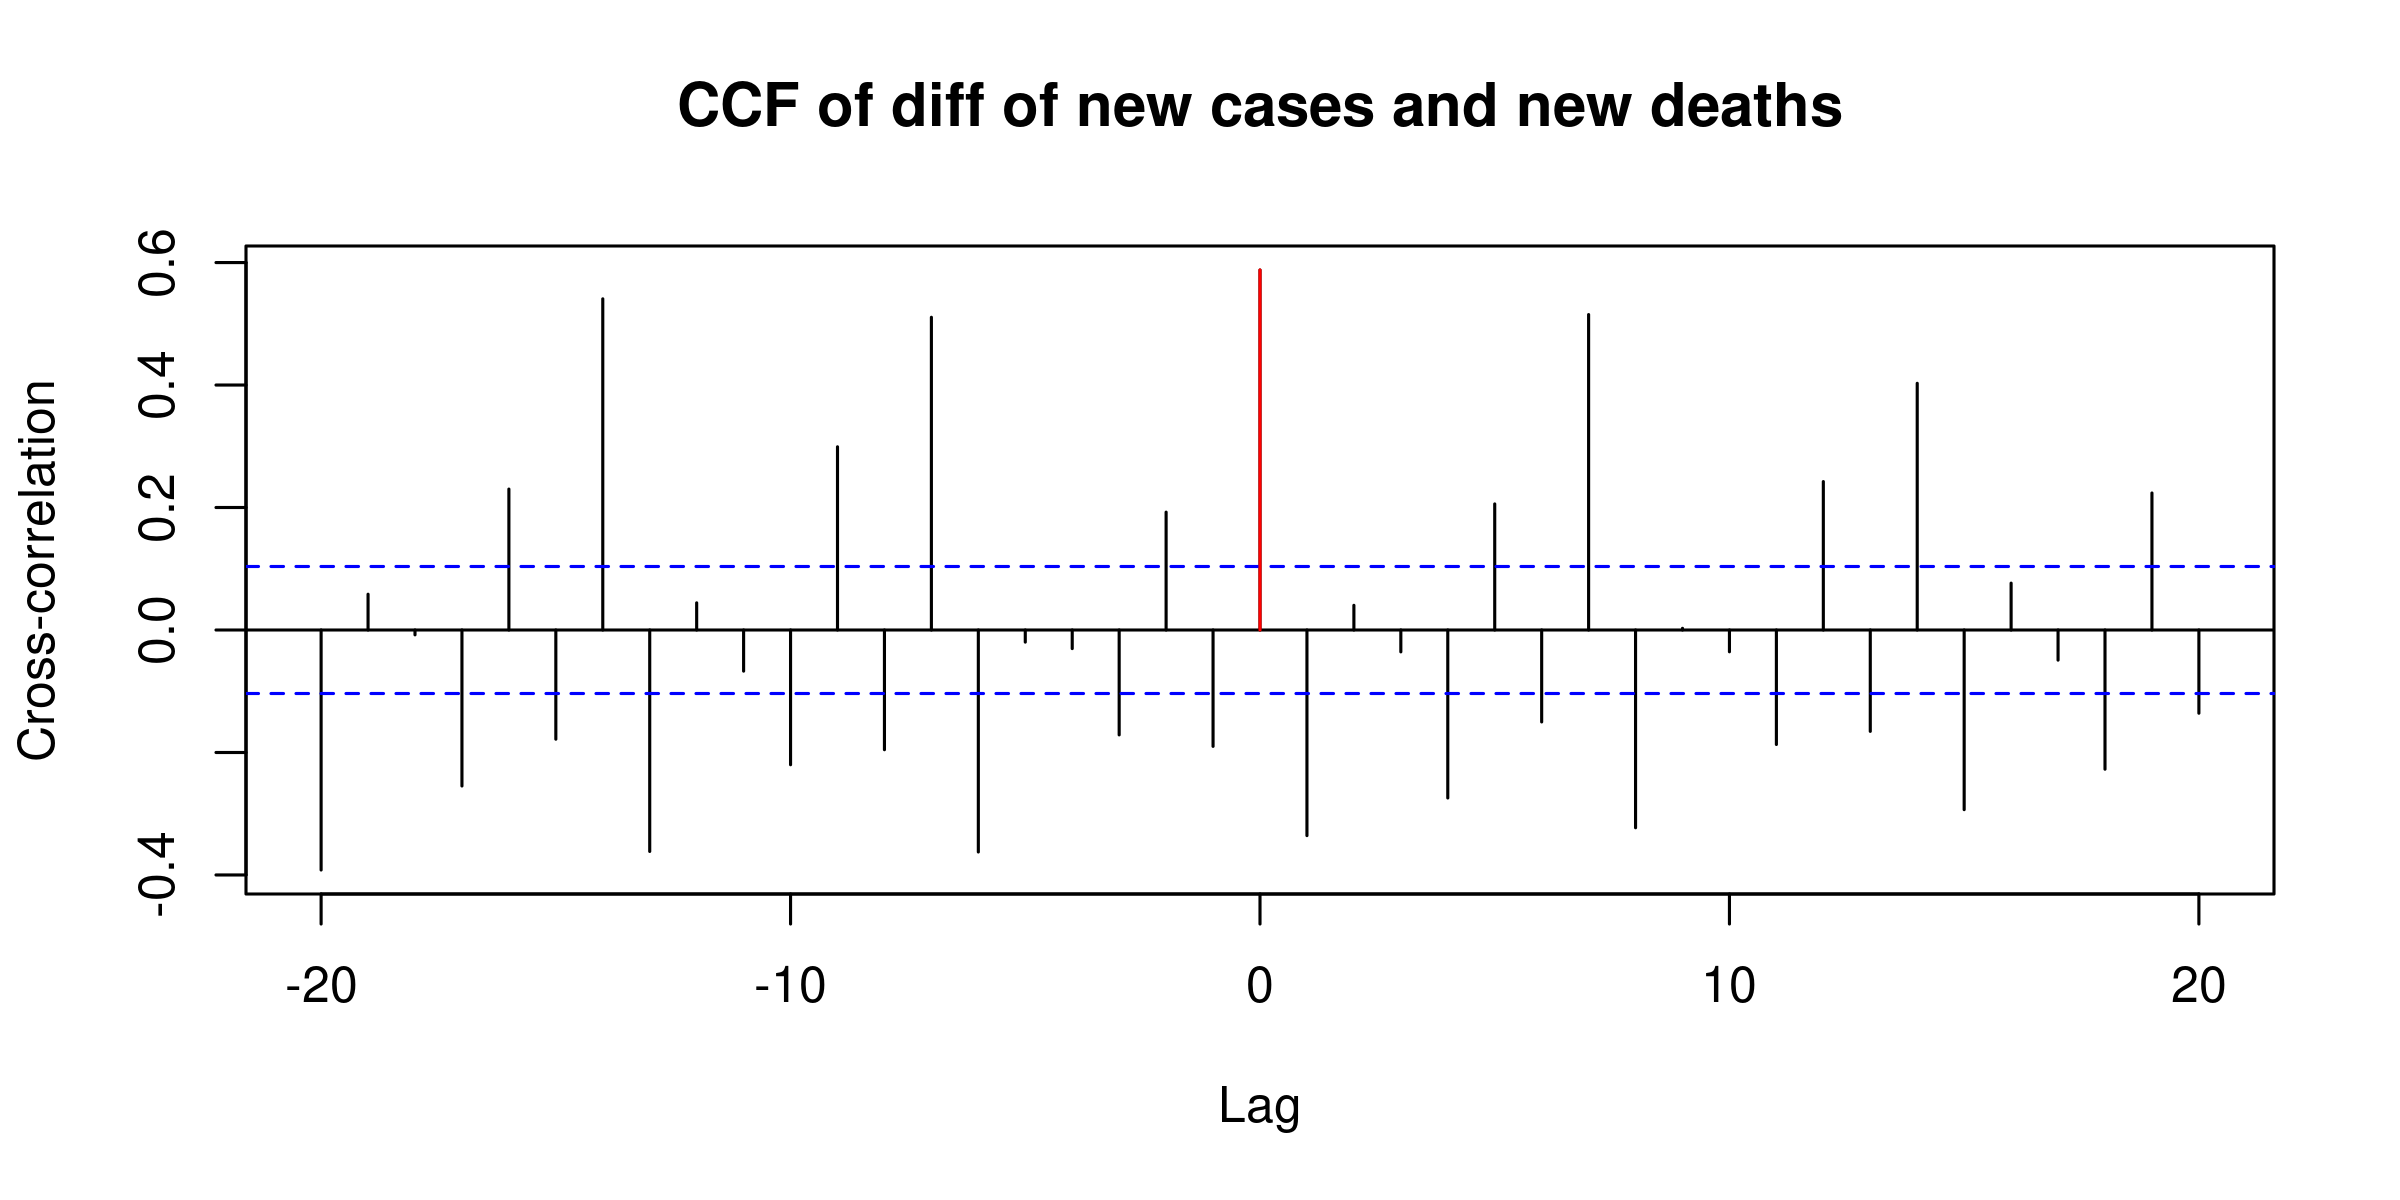 CCF of diff of new cases and new deaths
Cross-correlation
0.6
0.4
0.2
0.0
-0.4
-20 -10 0 10 20
Lag